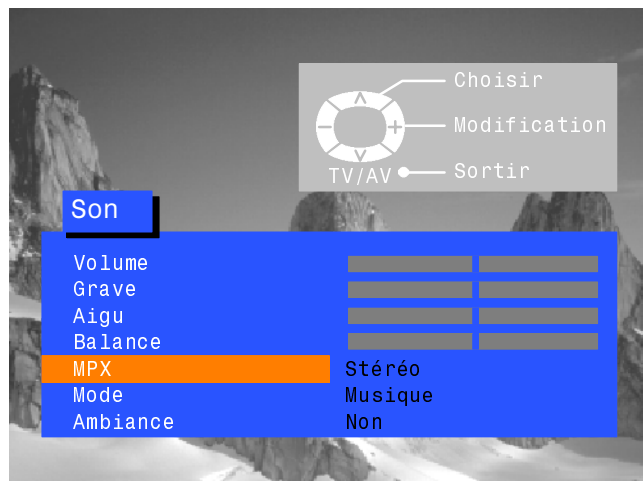 Choisir
Modification
TV/AV Sortir
Son
Volume
Grave
Aigu
Balance
MPX Stéréo
Mode Musique
Ambiance Non